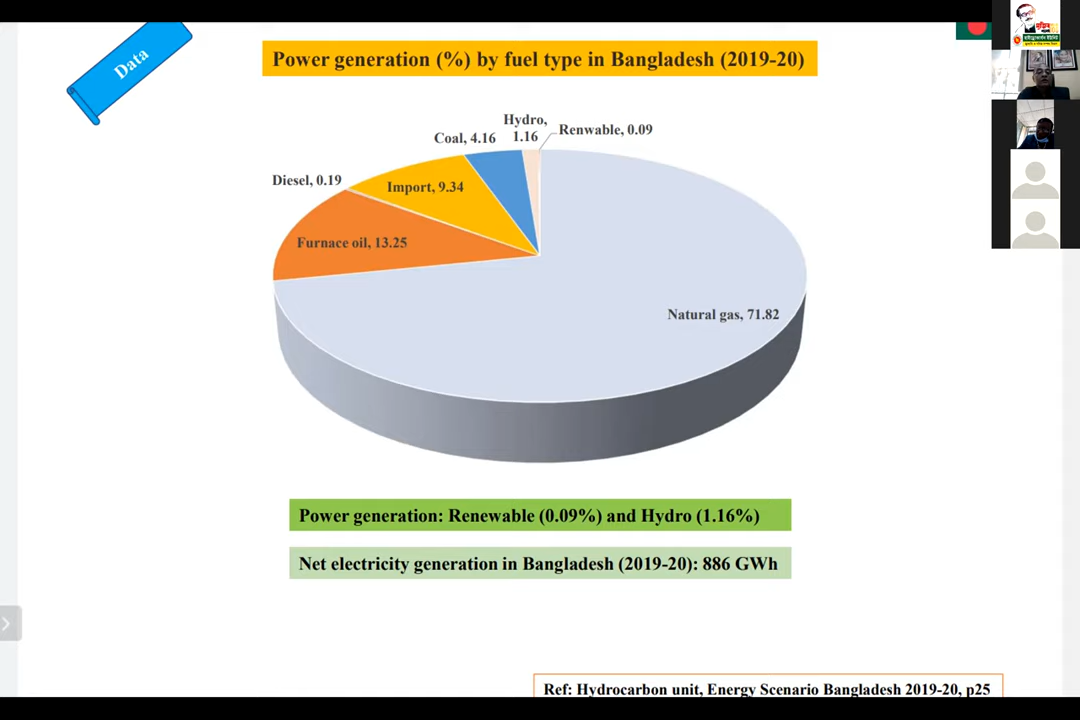 Data
Power generation (%) by fuel type in Bangladesh (2019-20)
Hydro,
1.16
Renwable, 0.09
Coal, 4.16
Diesel, 0.19
Import, 9.34
Furnace oil, 13.25
Natural gas, 71.82
Power generation: Renewable (0.09%) and Hydro (1.16%)
Net electricity generation in Bangladesh (2019-20): 886 GWh
Ref: Hydrocarbon unit, Energy Scenario Bangladesh 2019-20, p25